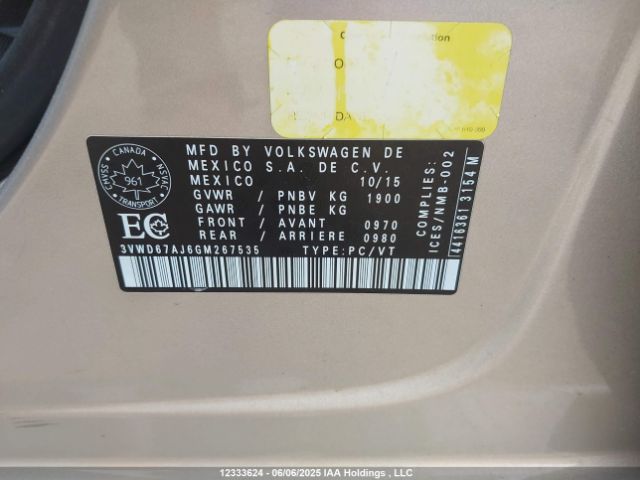 MFD BY VOLKSWAGEN DE
MEXICO S.A. DE C.V.
MEXICO 10/15
GVWR / PNBV KG 1900
GAWR / PNBE KG
FRONT / AVANT 0970
REAR / ARRIERE 0980
3VWD67AJ6GM267535 TYPE:PC/VT
COMPLIES:
ICES/NMB-002
4416361 3154 M
CANADA
CMVSS
NSVAC
961
TRANSPORT
EC
12333624 - 06/06/2025 IAA Holdings , LLC